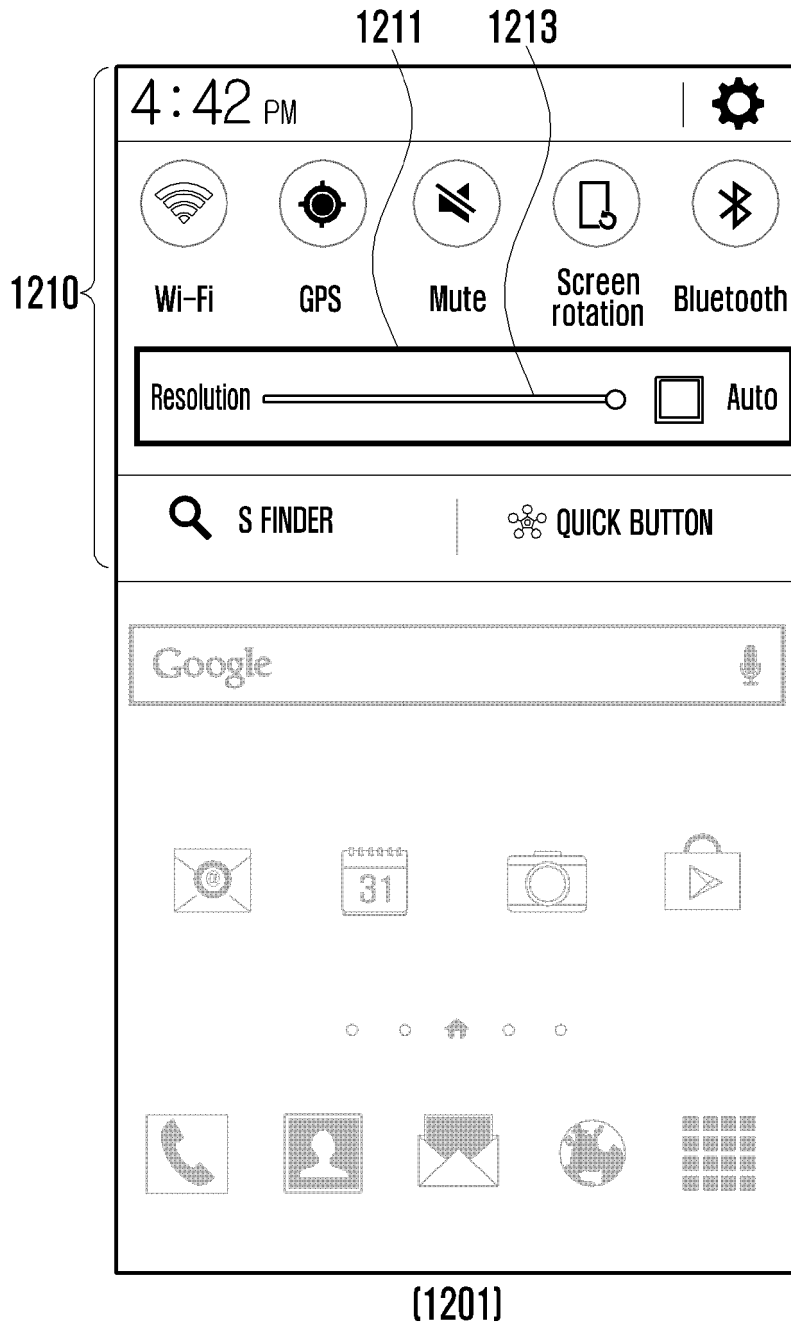 1211 1213
4:42 PM
1210
Wi-Fi GPS Mute Screen rotation Bluetooth
Resolution Auto
S FINDER QUICK BUTTON
Google
@ 31
(1201)